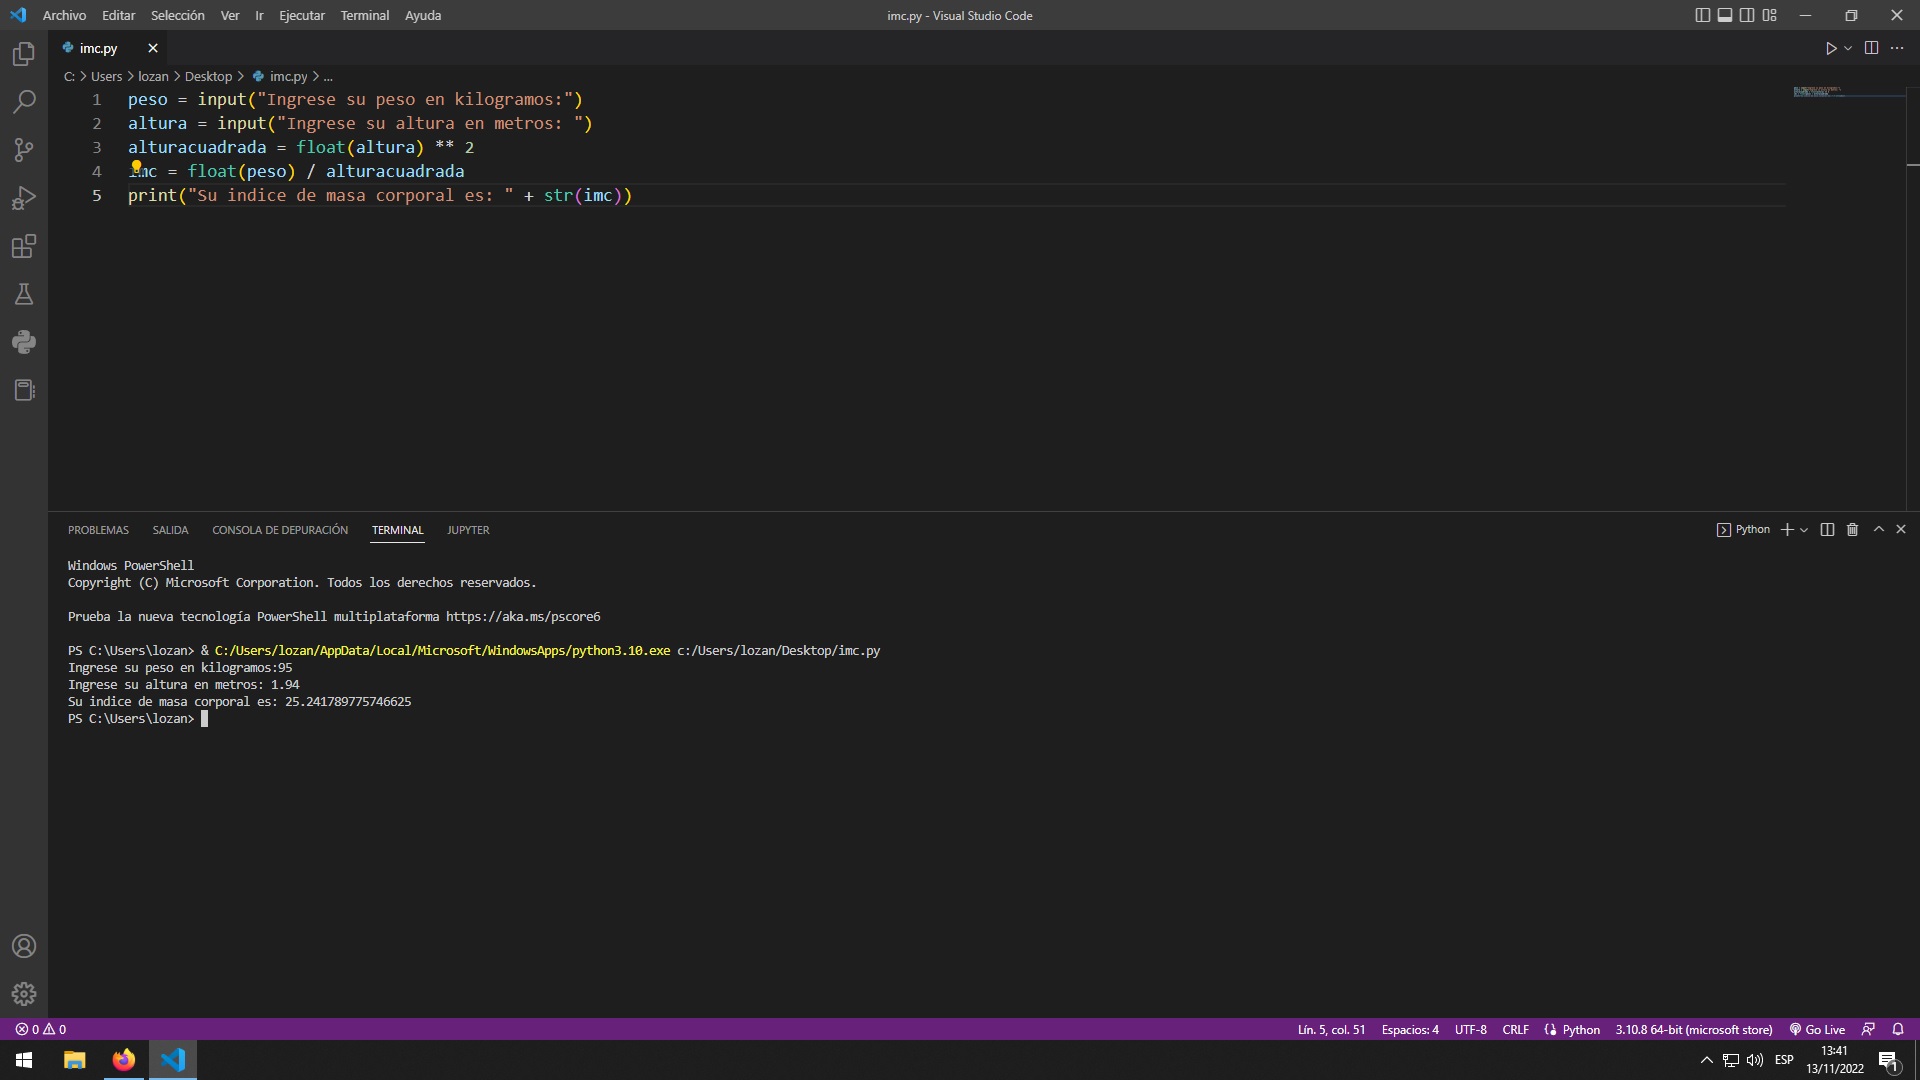 Archivo Editar Selección Ver Ir Ejecutar Terminal Ayuda
imc.py - Visual Studio Code
imc.py
C: > Users > lozan > Desktop > imc.py > ...
1 peso = input("Ingrese su peso en kilogramos:")
2 altura = input("Ingrese su altura en metros: ")
3 alturacuadrada = float(altura) ** 2
4 imc = float(peso) / alturacuadrada
5 print("Su indice de masa corporal es: " + str(imc))
PROBLEMAS SALIDA CONSOLA DE DEPURACIÓN TERMINAL JUPYTER
Python
Windows PowerShell
Copyright (C) Microsoft Corporation. Todos los derechos reservados.
Prueba la nueva tecnología PowerShell multiplataforma https://aka.ms/pscore6
PS C:\Users\lozan> & C:/Users/lozan/AppData/Local/Microsoft/WindowsApps/python3.10.exe c:/Users/lozan/Desktop/imc.py
Ingrese su peso en kilogramos:95
Ingrese su altura en metros: 1.94
Su indice de masa corporal es: 25.241789775746625
PS C:\Users\lozan>
0 0
Lín. 5, col. 51 Espacios: 4 UTF-8 CRLF Python 3.10.8 64-bit (microsoft store) Go Live
ESP
13:41
13/11/2022
1